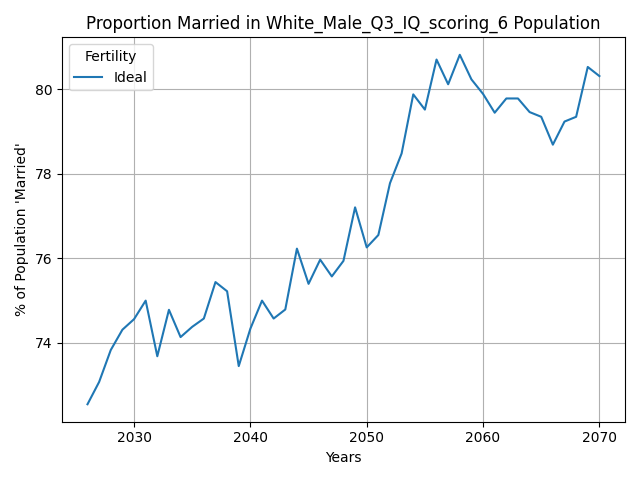 Proportion Married in White_Male_Q3_IQ_scoring_6 Population
Fertility
Ideal
% of Population 'Married'
80
78
76
74
2030 2040 2050 2060 2070
Years